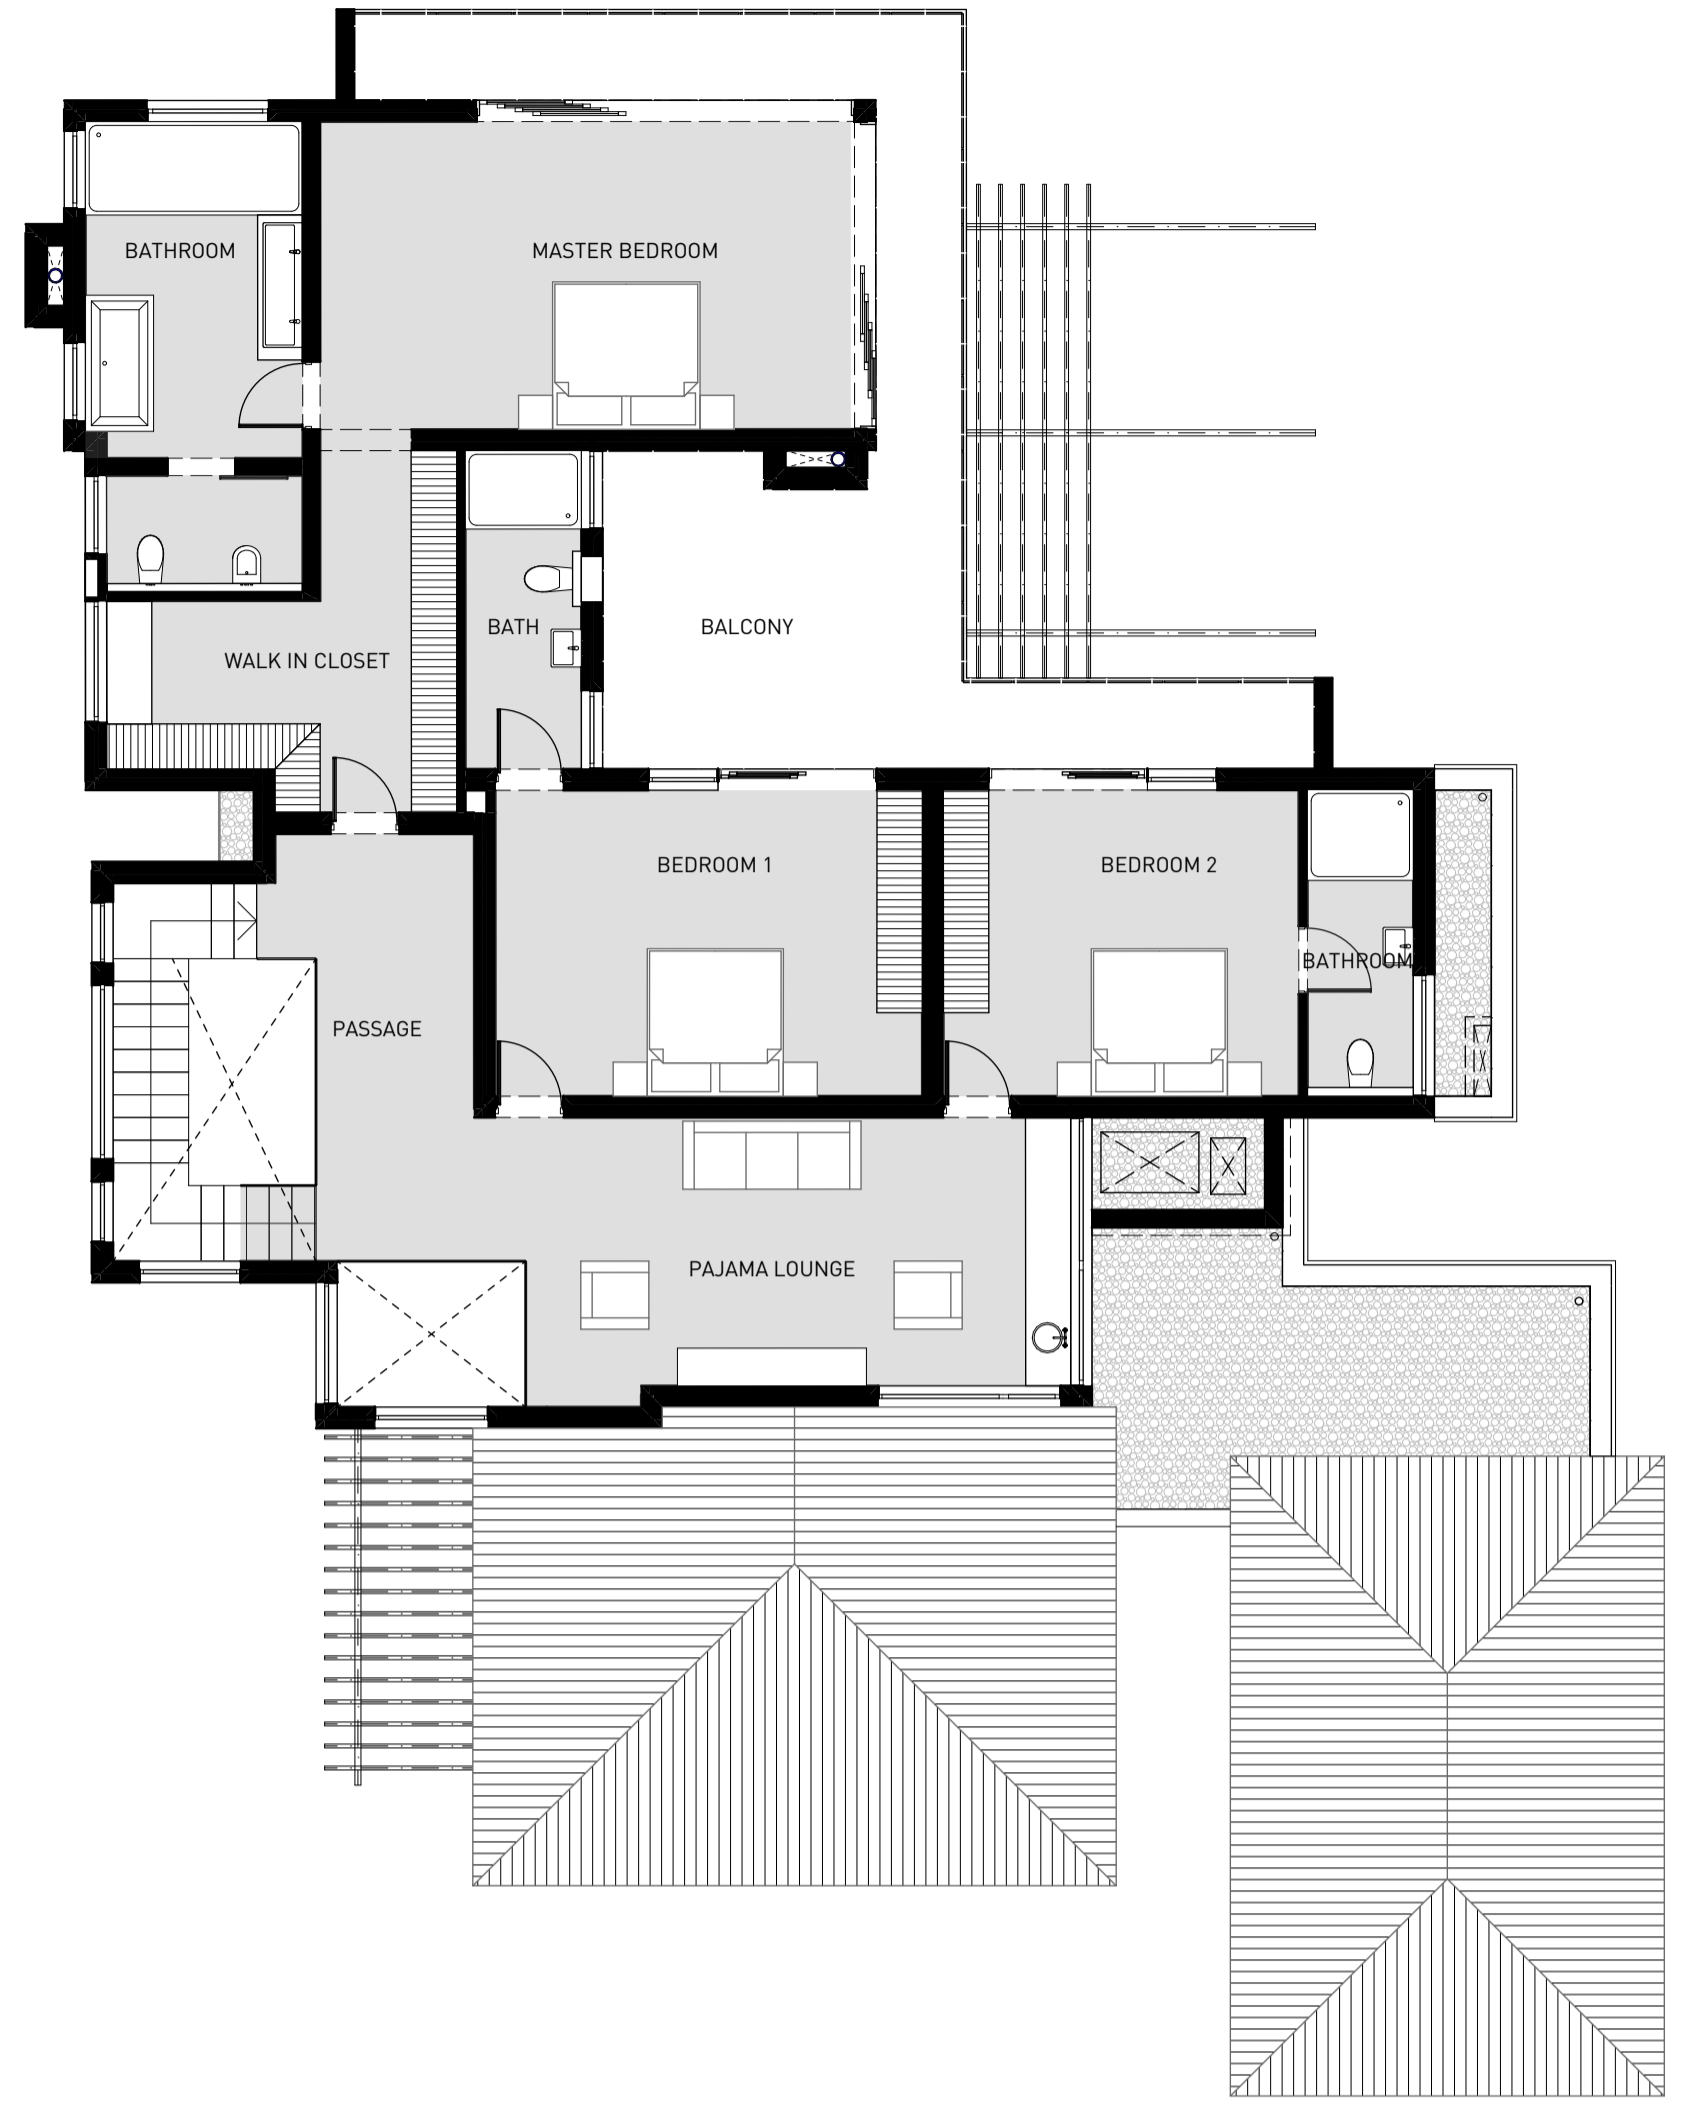 BATHROOM
MASTER BEDROOM
BATH
BALCONY
WALK IN CLOSET
BEDROOM 1
BEDROOM 2
BATHROOM
PASSAGE
PAJAMA LOUNGE